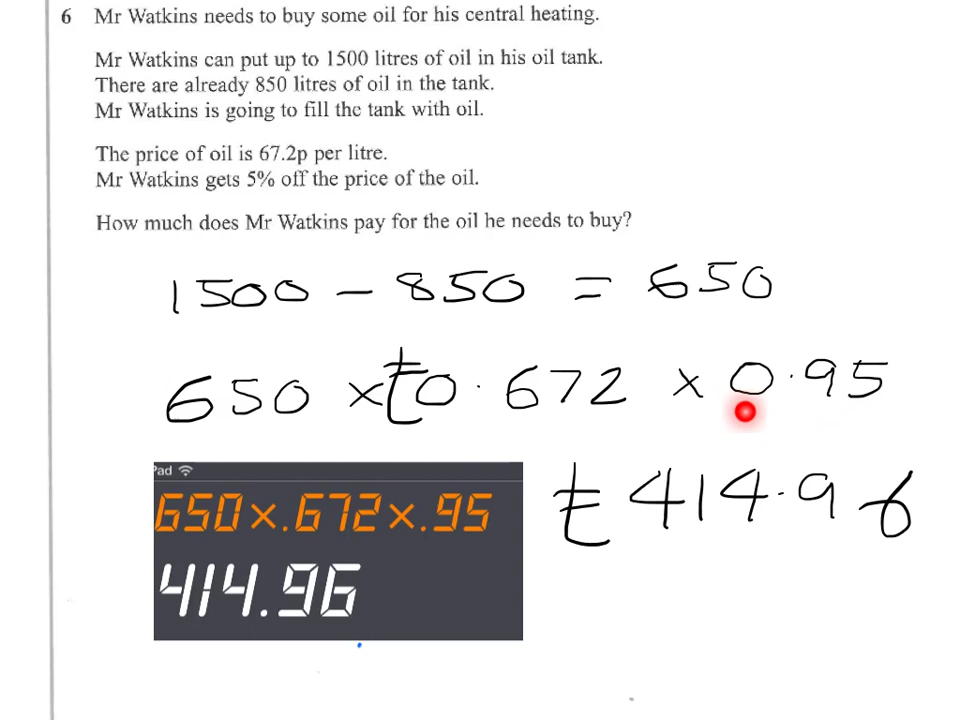 6 Mr Watkins needs to buy some oil for his central heating.
Mr Watkins can put up to 1500 litres of oil in his oil tank.
There are already 850 litres of oil in the tank.
Mr Watkins is going to fill the tank with oil.
The price of oil is 67.2p per litre.
Mr Watkins gets 5% off the price of the oil.
How much does Mr Watkins pay for the oil he needs to buy?
1500 - 850 = 650
650 × £0.672 × 0.95
Pad
650×.672×.95
£414.96
414.96